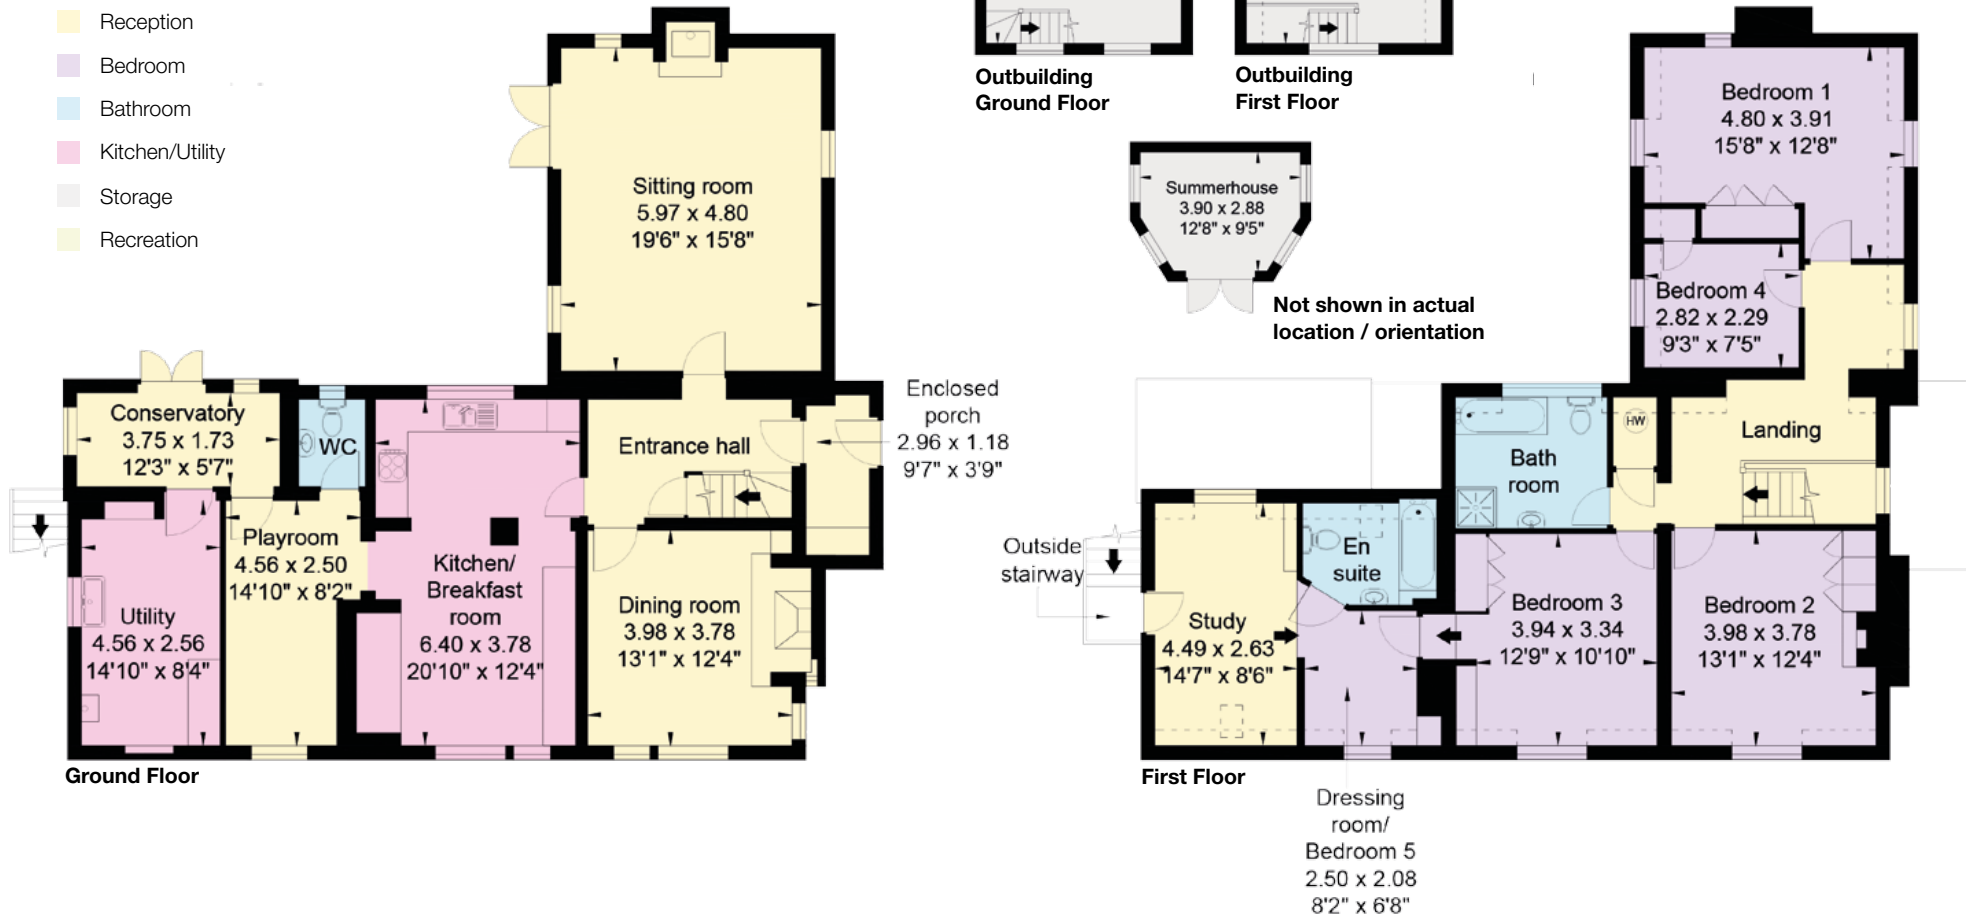 Reception
Bedroom
Bathroom
Kitchen/Utility
Storage
Recreation
Sitting room
5.97 x 4.80
19'6" x 15'8"
Conservatory
3.75 x 1.73
12'3" x 5'7"
WC
Entrance hall
Enclosed
porch
2.96 x 1.18
9'7" x 3'9"
Playroom
4.56 x 2.50
14'10" x 8'2"
Utility
4.56 x 2.56
14'10" x 8'4"
Kitchen/
Breakfast
room
6.40 x 3.78
20'10" x 12'4"
Dining room
3.98 x 3.78
13'1" x 12'4"
Ground Floor
Outbuilding
Ground Floor
Outbuilding
First Floor
Summerhouse
3.90 x 2.88
12'8" x 9'5"
Not shown in actual
location / orientation
Bedroom 1
4.80 x 3.91
15'8" x 12'8"
Bedroom 4
2.82 x 2.29
9'3" x 7'5"
Landing
HW
Bath
room
En
suite
Outside
stairway
Study
4.49 x 2.63
14'7" x 8'6"
Bedroom 3
3.94 x 3.34
12'9" x 10'10"
Bedroom 2
3.98 x 3.78
13'1" x 12'4"
First Floor
Dressing
room/
Bedroom 5
2.50 x 2.08
8'2" x 6'8"